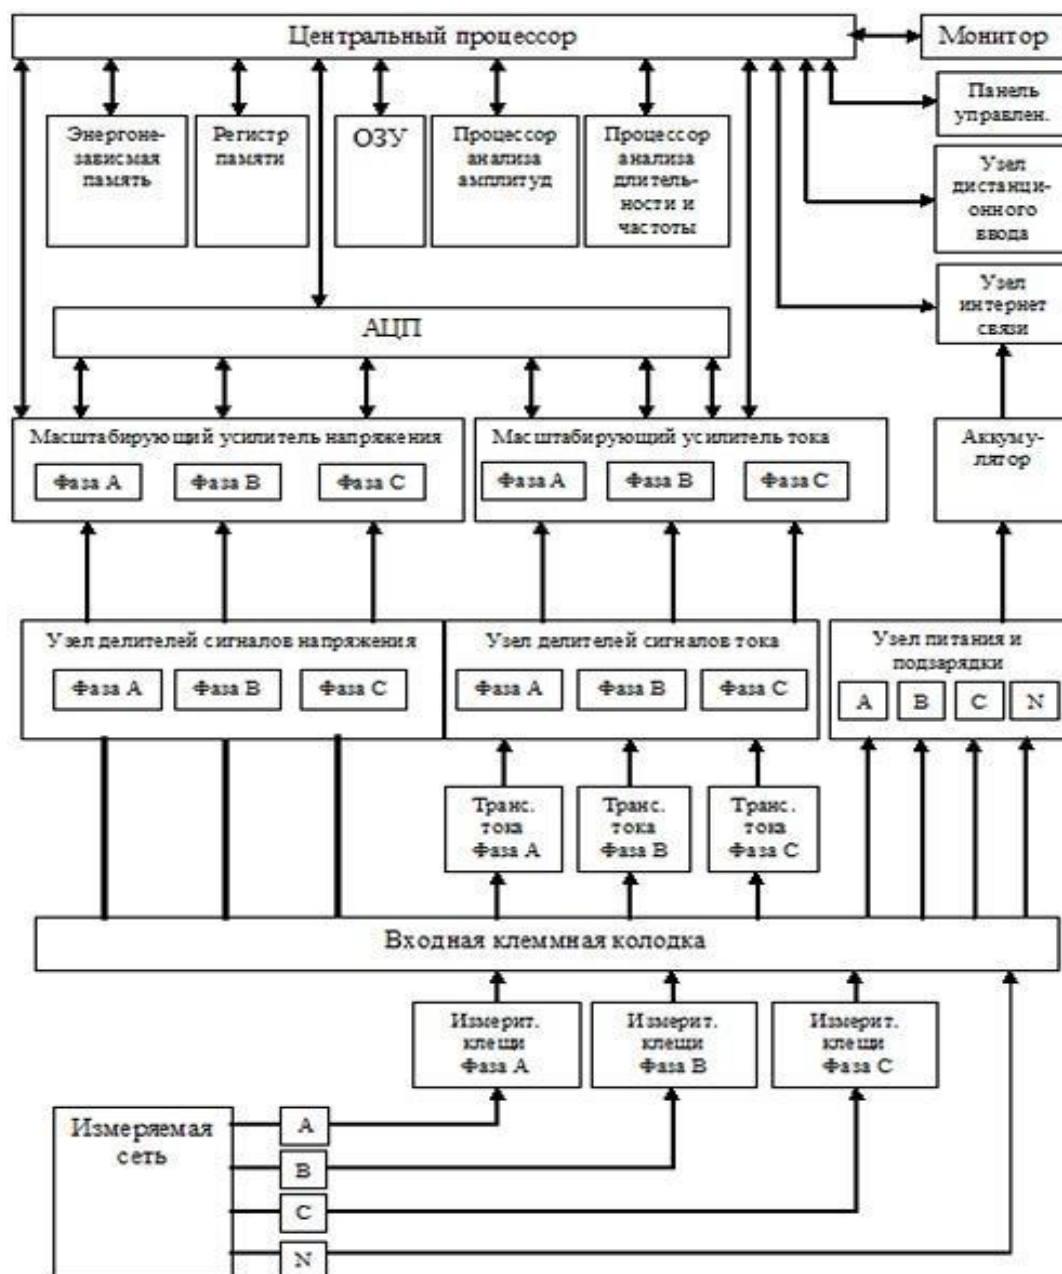 Центральный процессор
Монитор
Панель
управлен.
Энергоне-
зависмая
память
Регистр
памяти
ОЗУ
Процессор
анализа
амплитуд
Процессор
анализа
длитель-
ности и
частоты
Узел
дистанци-
онного
ввода
Узел
интернет
связи
АЦП
Масштабирующий усилитель напряжения
Фаза А
Фаза В
Фаза С
Масштабирующий усилитель тока
Фаза А
Фаза В
Фаза С
Аккуму-
лятор
Узел делителей сигналов напряжения
Фаза А
Фаза В
Фаза С
Узел делителей сигналов тока
Фаза А
Фаза В
Фаза С
Узел питания и
подзарядки
А
В
С
N
Транс.
тока
Фаза А
Транс.
тока
Фаза В
Транс.
тока
Фаза С
Входная клеммная колодка
Измерит.
клещи
Фаза А
Измерит.
клещи
Фаза В
Измерит.
клещи
Фаза С
Измеряемая
сеть
А
В
С
N